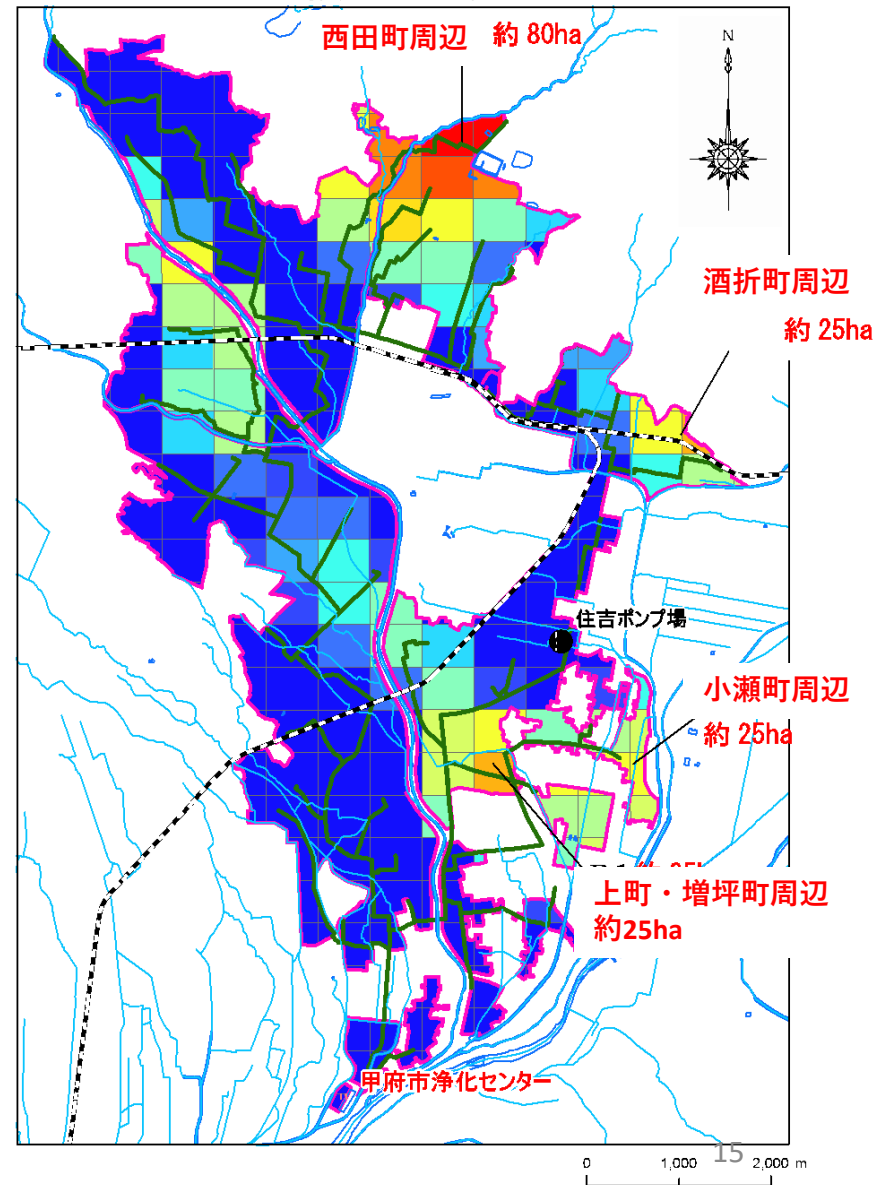 西田町周辺 約 80ha
N
酒折町周辺
約 25ha
住吉ポンプ場
小瀬町周辺
約 25ha
上町・増坪町周辺
約25ha
甲府市浄化センター
15
0 1,000 2,000 m